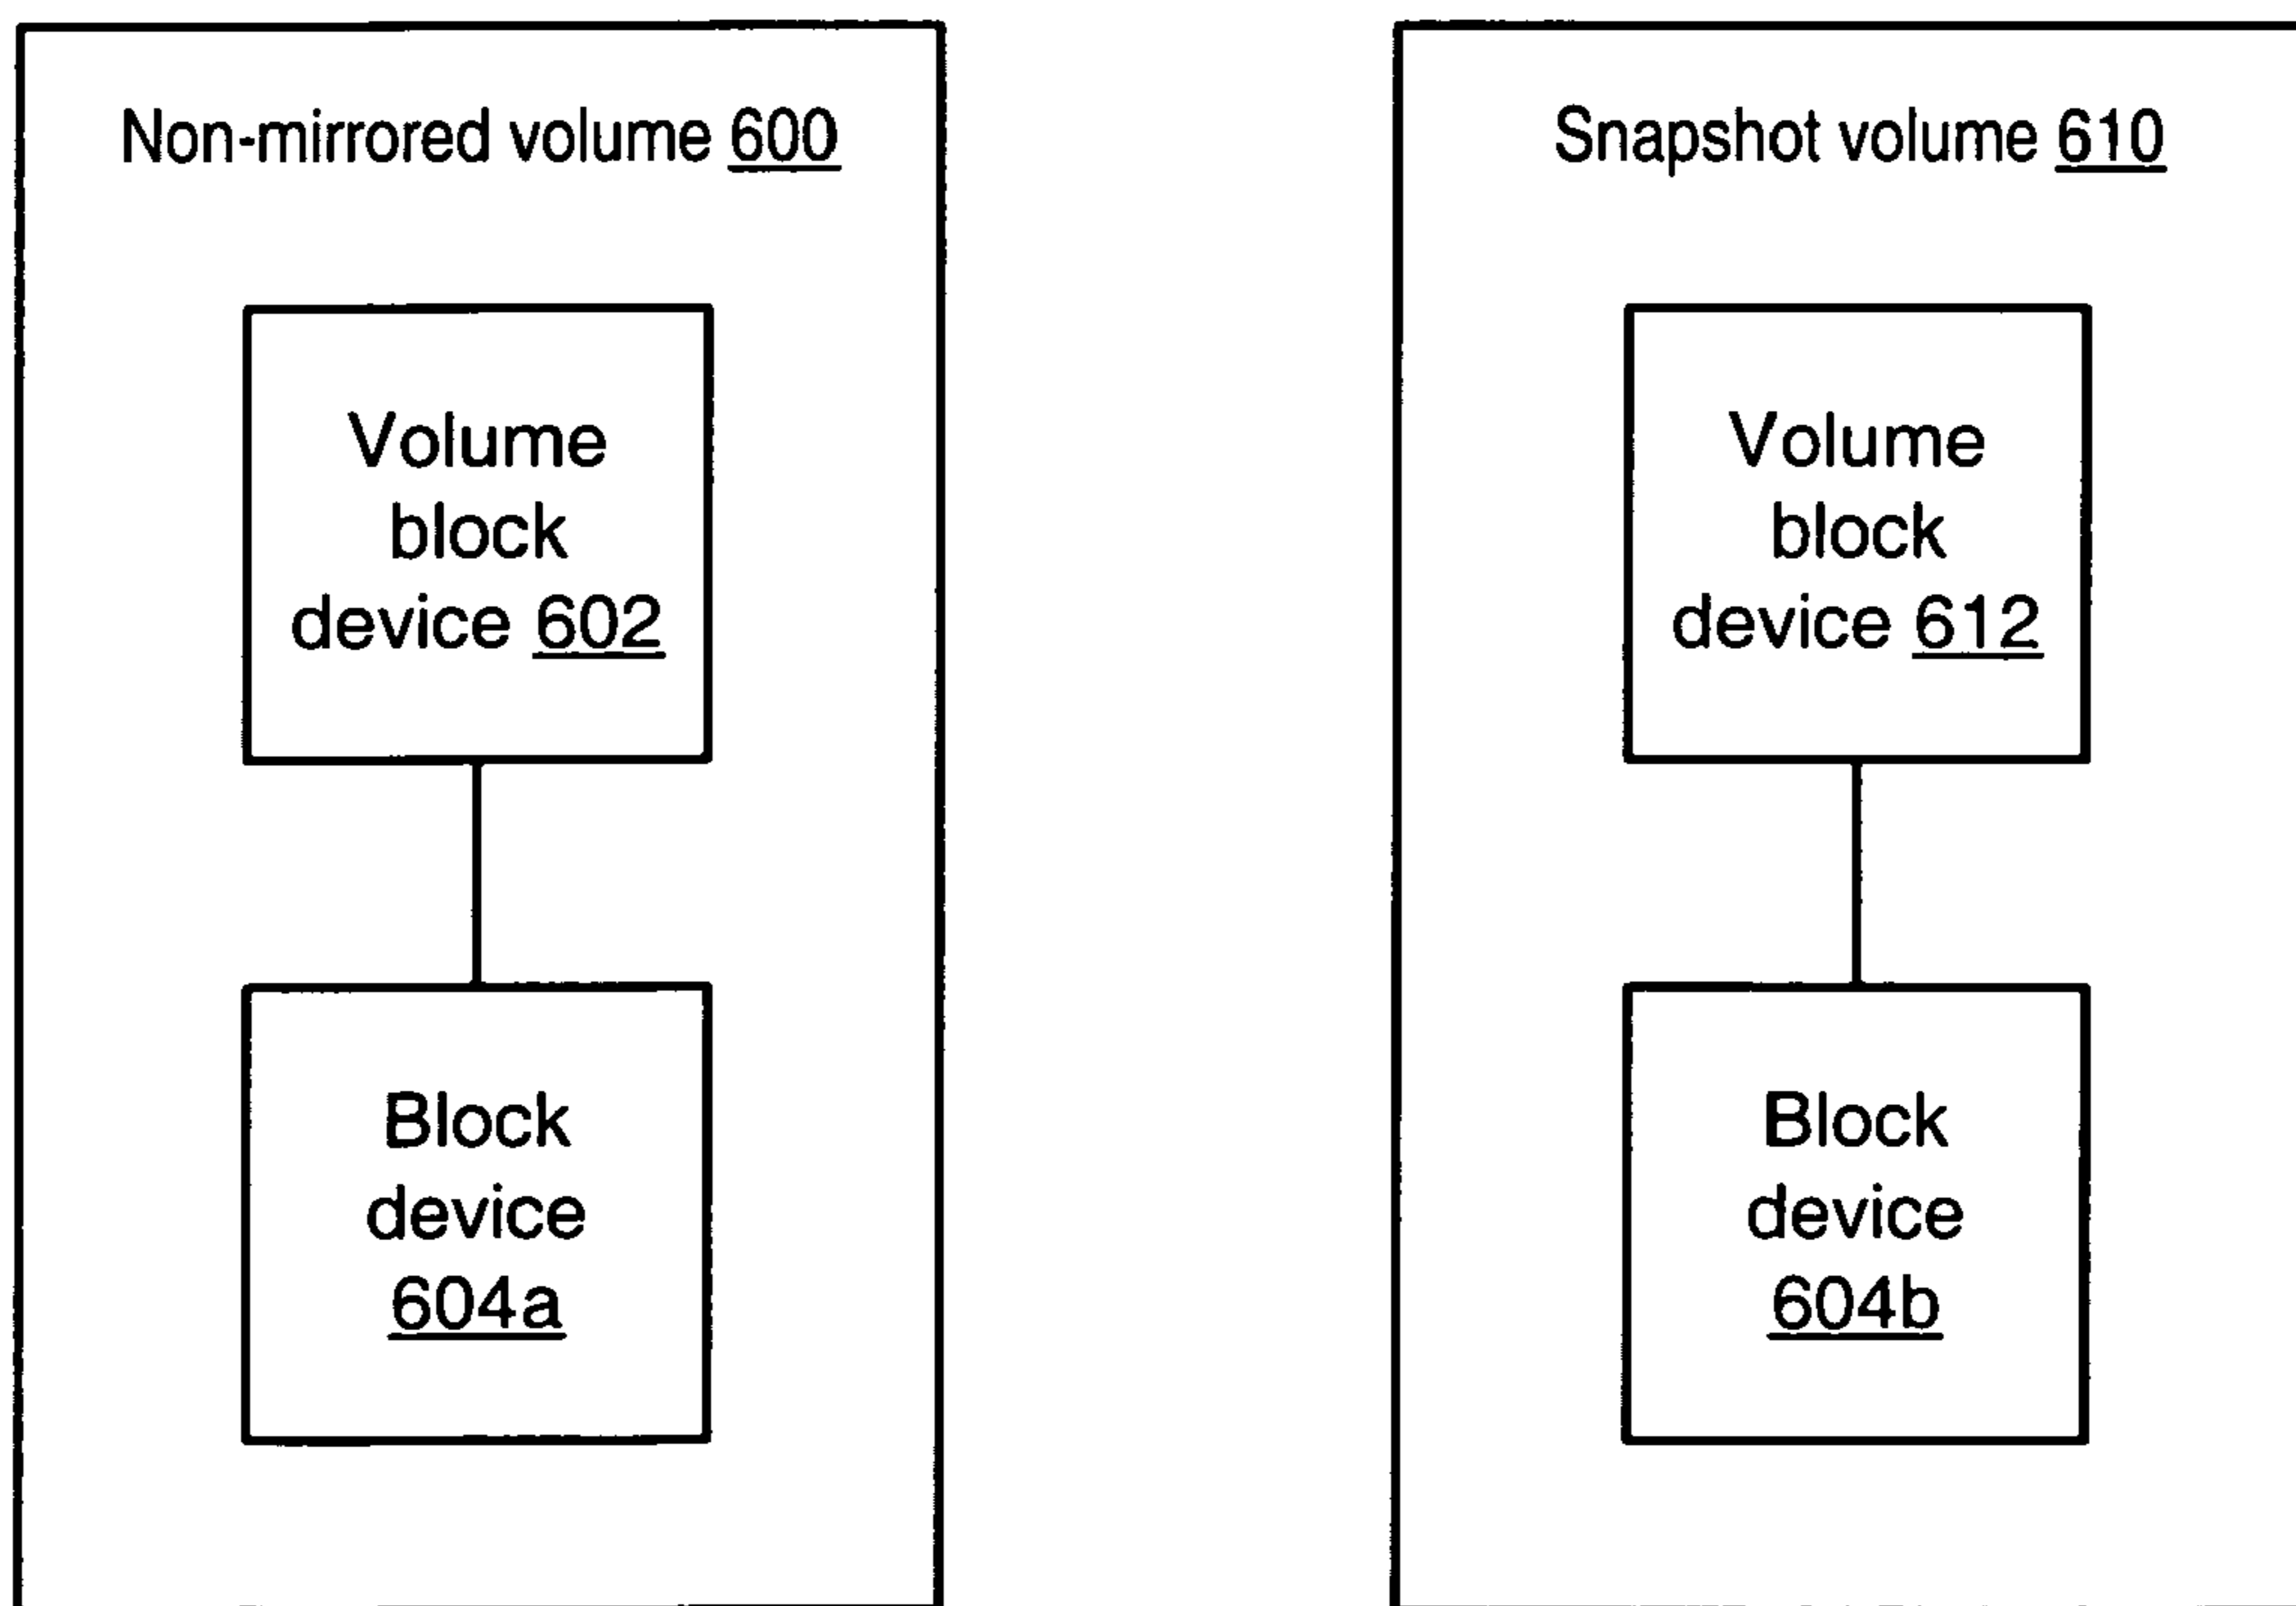 Non-mirrored volume 600
Volume
block
device 602
Block
device
604a
Snapshot volume 610
Volume
block
device 612
Block
device
604b